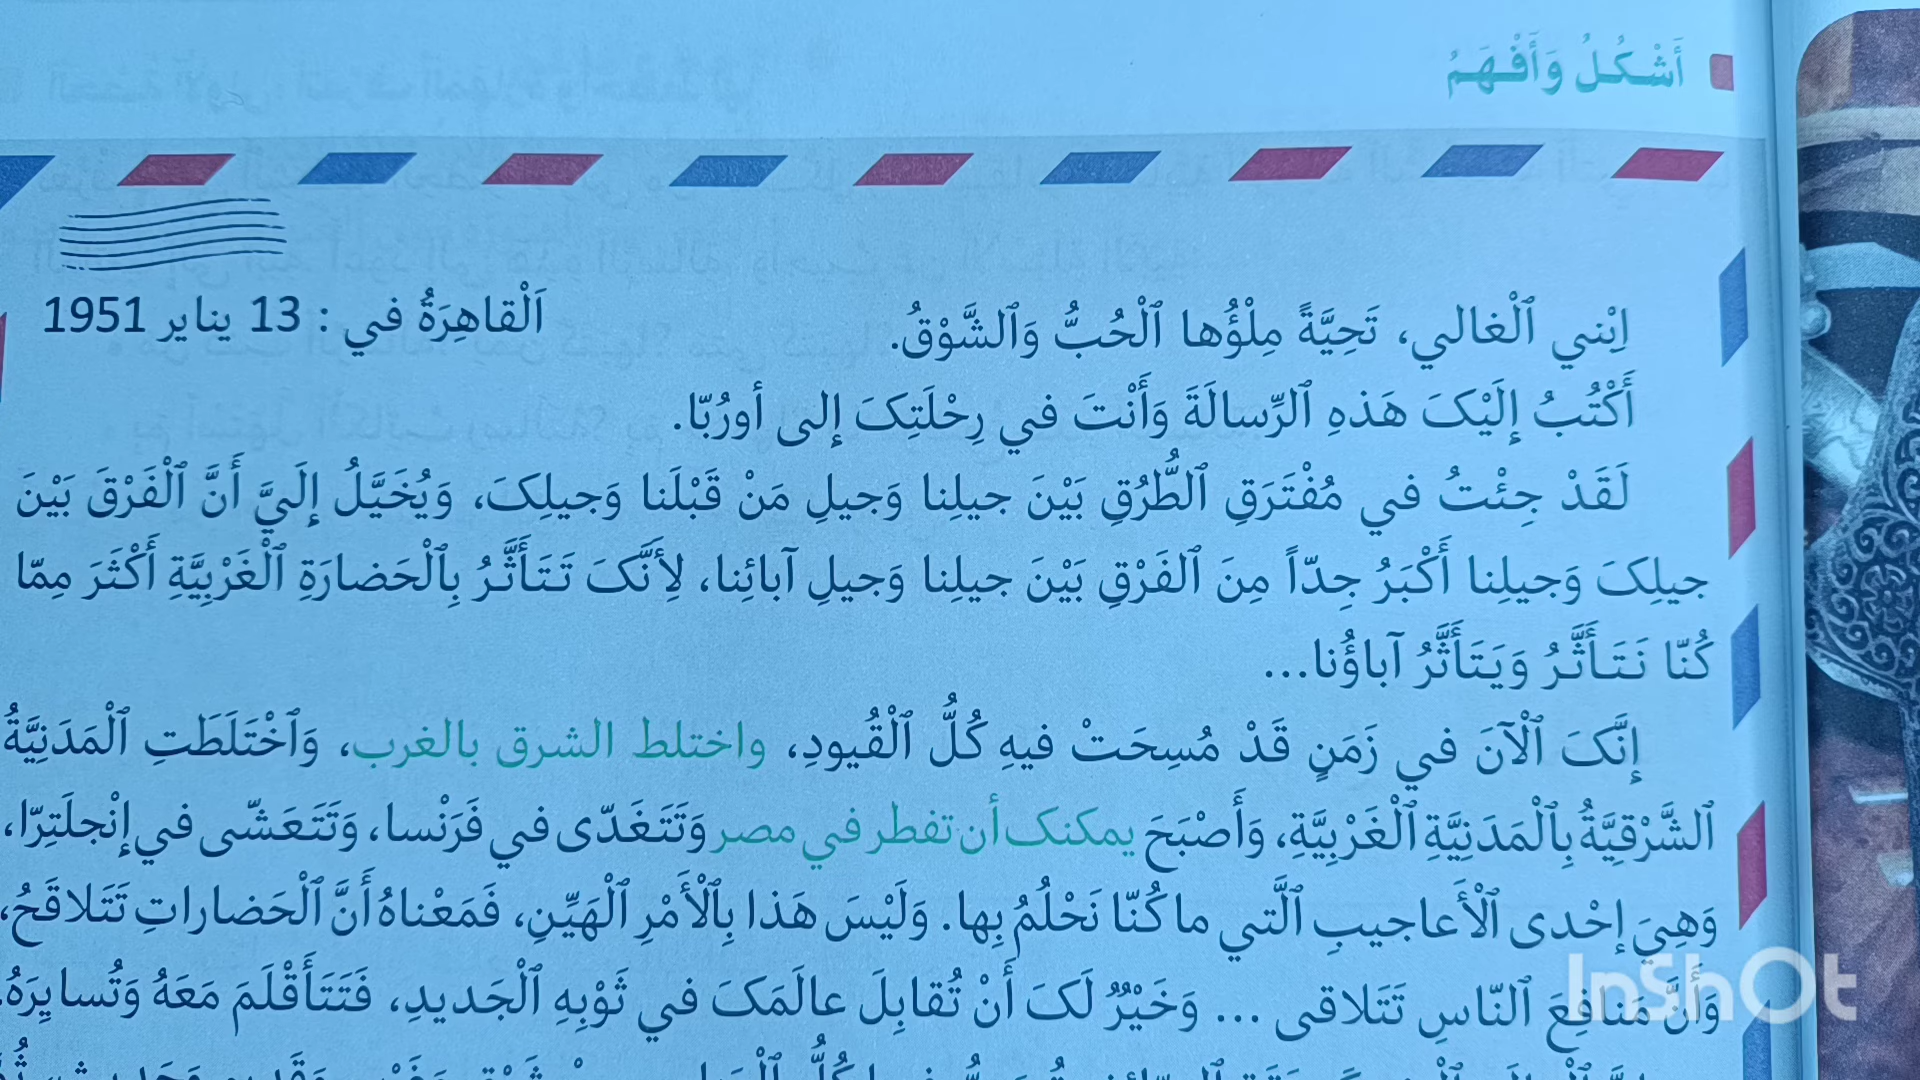 أَشْكُلُ وَأَفْهَمُ
اَلْقاهِرَةُ في : 13 يناير 1951
اِبْني ٱلْغالي، تَحِيَّةً مِلْؤُها ٱلْحُبُّ وَٱلشَّوْقُ.
أَكْتُبُ إِلَيْكَ هَذِهِ ٱلرِّسالَةَ وَأَنْتَ في رِحْلَتِكَ إِلى أورُبّا.
لَقَدْ جِئْتُ في مُفْتَرَقِ ٱلطُّرُقِ بَيْنَ جيلِنا وَجيلِ مَنْ قَبْلَنا وَجيلِكَ، وَيُخَيَّلُ إِلَيَّ أَنَّ ٱلْفَرْقَ بَيْنَ
جيلِكَ وَجيلِنا أَكْبَرُ جِدّاً مِنَ ٱلْفَرْقِ بَيْنَ جيلِنا وَجيلِ آبائِنا، لِأَنَّكَ تَتَأَثَّرُ بِٱلْحَضارَةِ ٱلْغَرْبِيَّةِ أَكْثَرَ مِمّا
كُنّا نَتَأَثَّرُ وَيَتَأَثَّرُ آباؤُنا...
إِنَّكَ ٱلْآنَ في زَمَنٍ قَدْ مُسِحَتْ فيهِ كُلُّ ٱلْقُيودِ، واختلط الشرق بالغرب، وَٱخْتَلَطَتِ ٱلْمَدَنِيَّةُ
ٱلشَّرْقِيَّةُ بِٱلْمَدَنِيَّةِ ٱلْغَرْبِيَّةِ، وَأَصْبَحَ يمكنك أن تفطر في مصر وَتَتَغَدّى في فَرَنْسا، وَتَتَعَشّى في إِنْجلَتِرّا،
وَهِيَ إِحْدى ٱلْأَعاجيبِ ٱلَّتي ما كُنّا نَحْلُمُ بِها. وَلَيْسَ هَذا بِٱلْأَمْرِ ٱلْهَيِّنِ، فَمَعْناهُ أَنَّ ٱلْحَضاراتِ تَتَلاقَحُ،
وَأَنَّ مَنافِعَ ٱلنّاسِ تَتَلاقى ... وَخَيْرٌ لَكَ أَنْ تُقابِلَ عالَمَكَ في ثَوْبِهِ ٱلْجَديدِ، فَتَتَأَقْلَمَ مَعَهُ وَتُسايِرَهُ.
InShOt